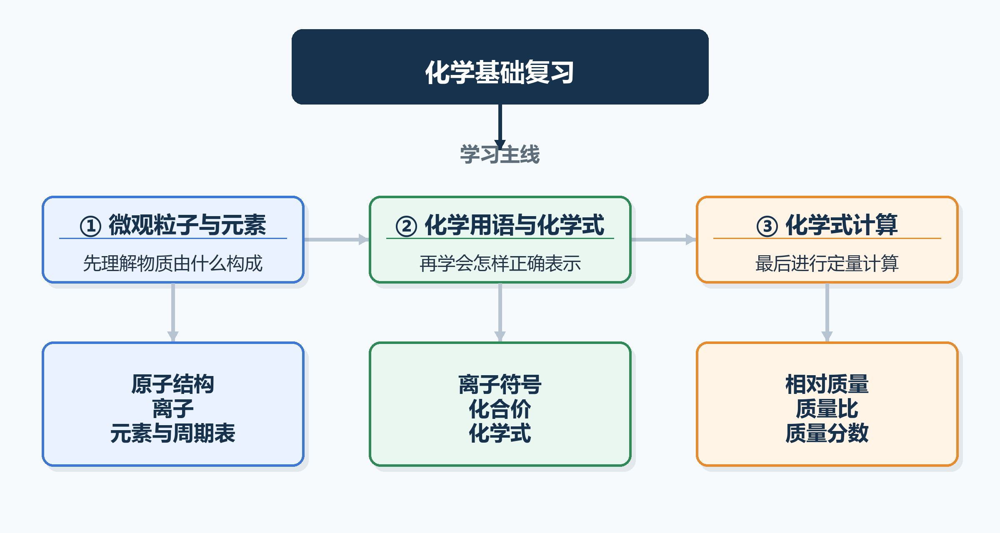 化学基础复习
学习主线
① 微观粒子与元素
先理解物质由什么构成
② 化学用语与化学式
再学会怎样正确表示
③ 化学式计算
最后进行定量计算
原子结构
离子
元素与周期表
离子符号
化合价
化学式
相对质量
质量比
质量分数